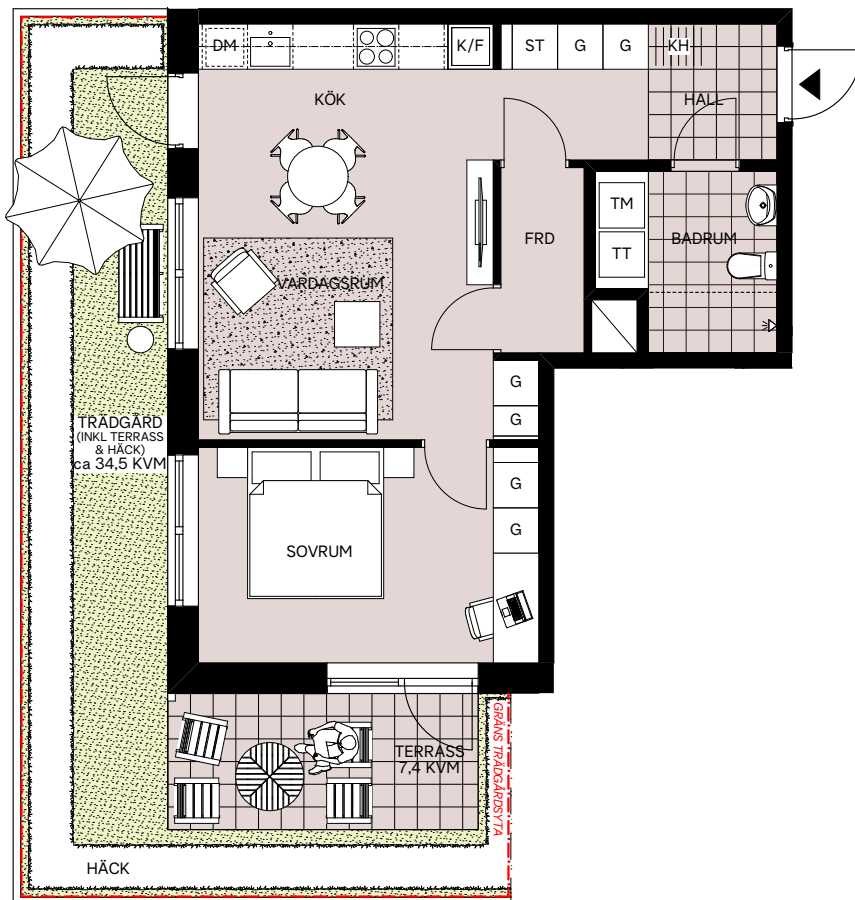 DM
K/F
ST
G
G
KH
KÖK
HALL
TM
TT
FRD
BADRUM
VARDAGSRUM
G
G
TRÄDGÅRD
(INKL TERRASS
& HÄCK)
ca 34,5 KVM
G
G
SOVRUM
GRÄNS TRÄDGÅRDSYTA
TERRASS
7,4 KVM
HÄCK